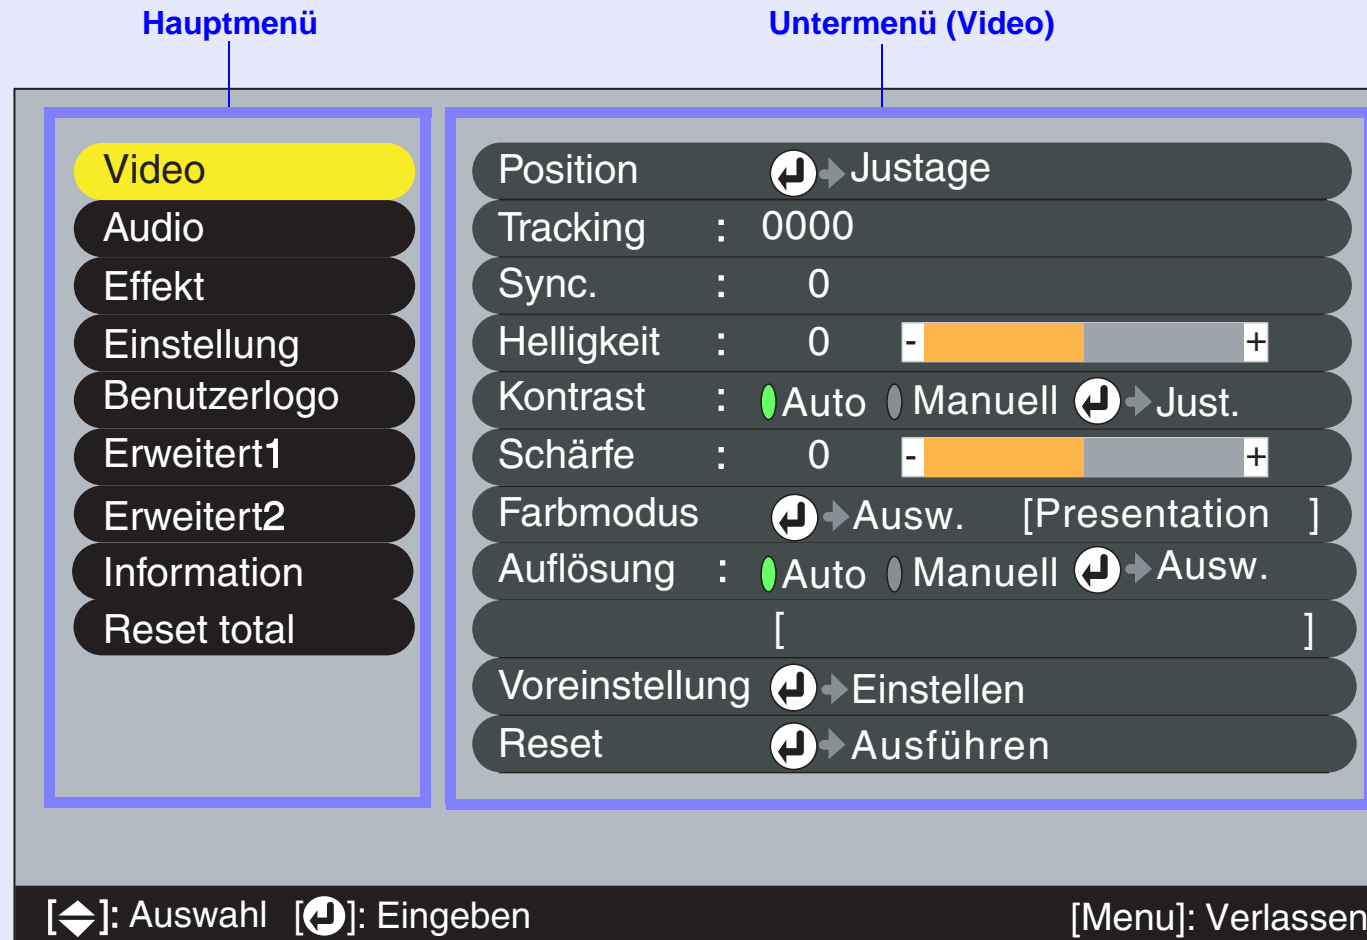 Hauptmenü
Untermenü (Video)
Video
Audio
Effekt
Einstellung
Benutzerlogo
Erweitert1
Erweitert2
Information
Reset total
Position Justage
Tracking : 0000
Sync. : 0
Helligkeit : 0 - +
Kontrast : Auto Manuell Just.
Schärfe : 0 - +
Farbmodus Ausw. [Presentation ]
Auflösung : Auto Manuell Ausw.
[ ]
Voreinstellung Einstellen
Reset Ausführen
[ ]: Auswahl [ ]: Eingeben [Menu]: Verlassen